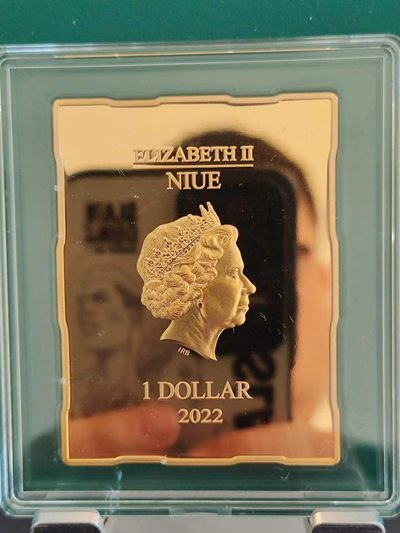 ELIZABETH II
NIUE
IRB
1 DOLLAR
2022